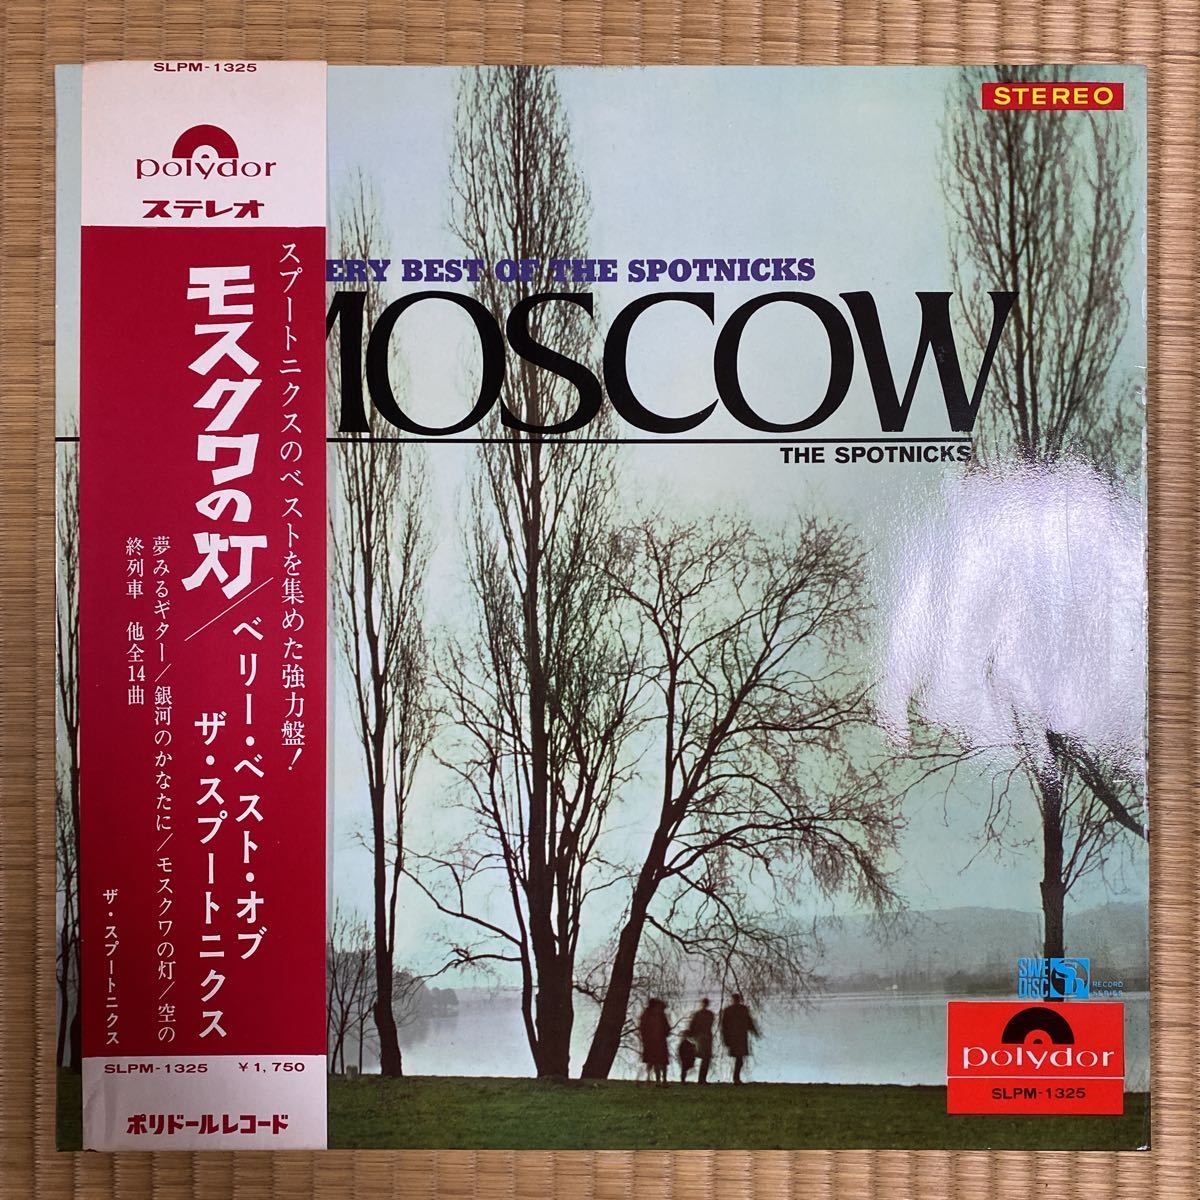 SLPM-1325
polydor
ステレオ
スプートニクスのベストを集めた強力盤!
モスクワの灯/
ベリー・ベスト・オブ
ザ・スプートニクス
夢みるギター/銀河のかなたに/モスクワの灯/空の
終列車 他全14曲
ザ・スプートニクス
SLPM-1325 ¥1,750
ポリドールレコード
STEREO
ERY BEST OF THE SPOTNICKS
MOSCOW
THE SPOTNICKS
SWE
DISC
SD
RECORD
SERIES
polydor
SLPM-1325